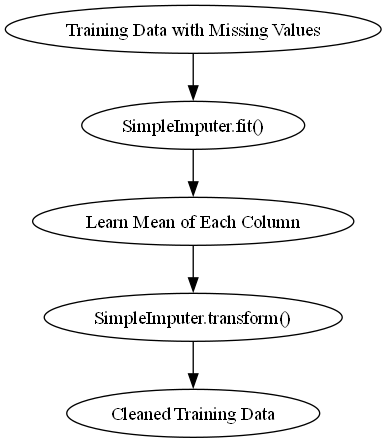 Training Data with Missing Values
SimpleImputer.fit()
Learn Mean of Each Column
SimpleImputer.transform()
Cleaned Training Data